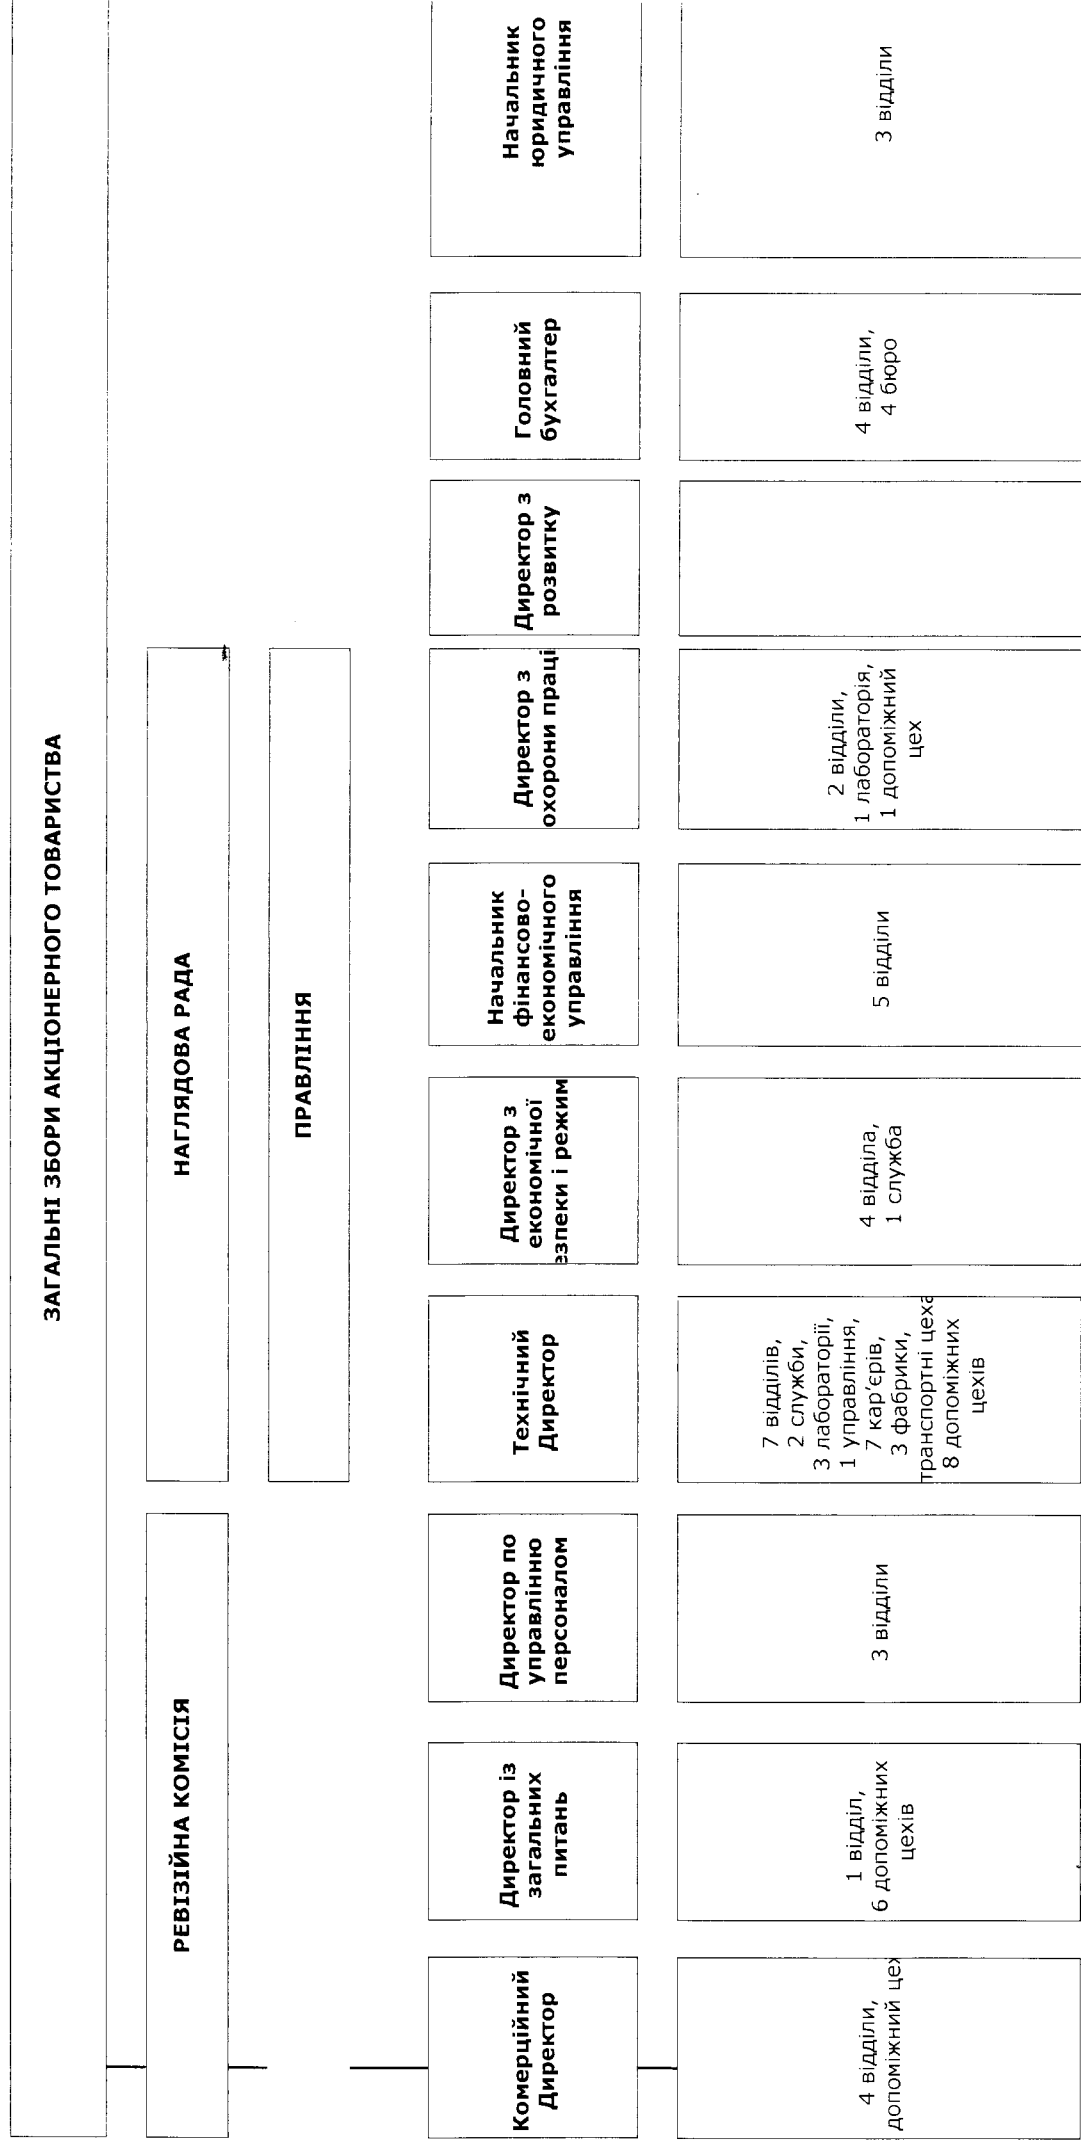 ЗАГАЛЬНІ ЗБОРИ АКЦІОНЕРНОГО ТОВАРИСТВА
РЕВІЗІЙНА КОМІСІЯ
НАГЛЯДОВА РАДА
ПРАВЛІННЯ
Комерційний
Директор
Директор із
загальних
питань
Директор по
управлінню
персоналом
Технічний
Директор
Директор з
економічної
езпеки і режим
Начальник
фінансово-
економічного
управління
Директор з
охорони праці
Директор з
розвитку
Головний
бухгалтер
Начальник
юридичного
управління
4 відділи,
допоміжний цех
1 відділ,
6 допоміжних
цехів
3 відділи
7 відділів,
2 служби,
3 лабораторії,
1 управління,
7 кар'єрів,
3 фабрики,
транспортні цеха
8 допоміжних
цехів
4 відділа,
1 служба
5 відділи
2 відділи,
1 лабораторія,
1 допоміжний
цех
4 відділи,
4 бюро
3 відділи